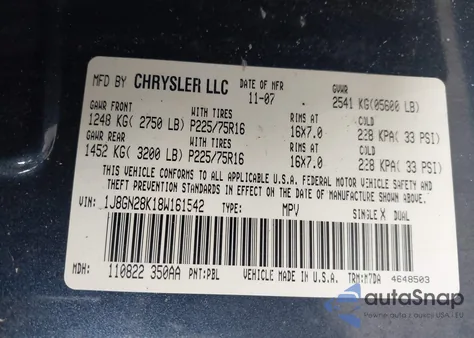 MFD BY CHRYSLER LLC DATE OF MFR 11-07 GVWR 2541 KG(05600 LB)
GAWR FRONT WITH TIRES RIMS AT COLD
1248 KG( 2750 LB) P225/75R16 16X7.0 228 KPA( 33 PSI)
GAWR REAR WITH TIRES RIMS AT COLD
1452 KG( 3200 LB) P225/75R16 16X7.0 228 KPA( 33 PSI)
THIS VEHICLE CONFORMS TO ALL APPLICABLE U.S.A. FEDERAL MOTOR VEHICLE SAFETY AND
THEFT PREVENTION STANDARDS IN EFFECT ON THE DATE OF MANUFACTURE SHOWN ABOVE.
VIN: 1J8GN28K18W161542 TYPE: MPV SINGLE X DUAL
MDH: 110822 350AA PNT:PBL VEHICLE MADE IN U.S.A. TRM:M7DA 4648503
autoSnap